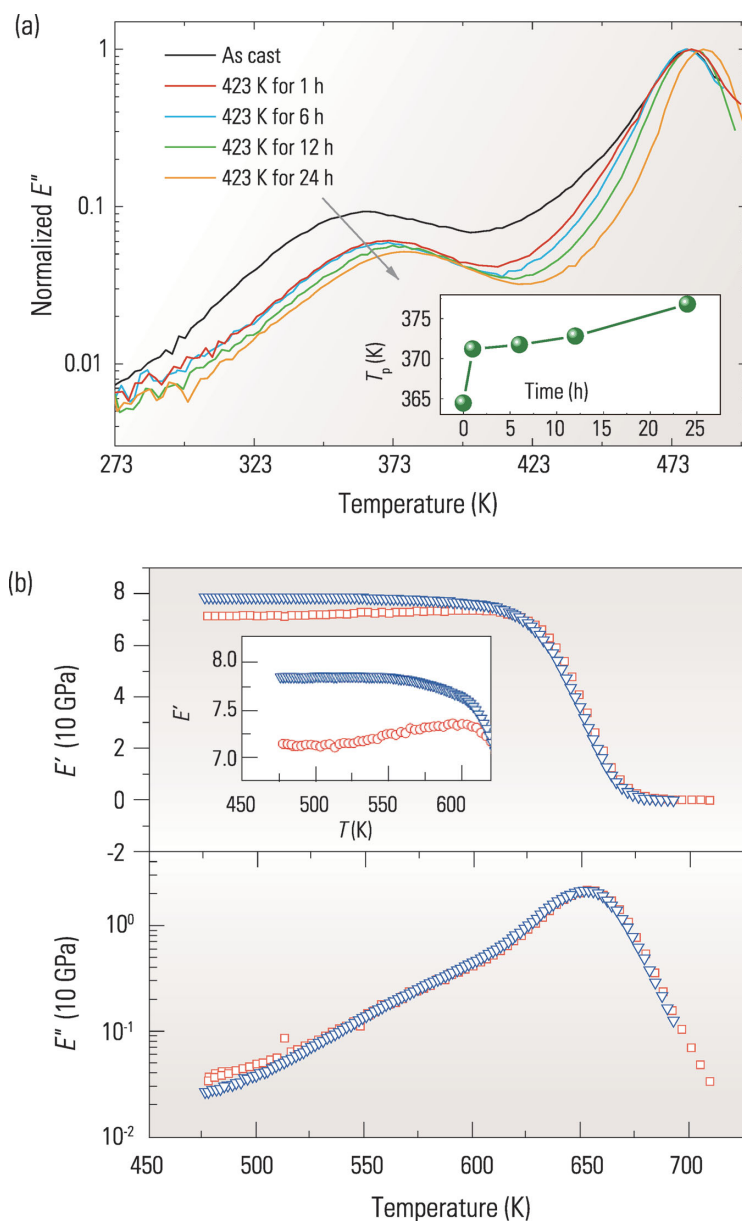 (a)
1
0.1
0.01
Normalized E″
As cast
423 K for 1 h
423 K for 6 h
423 K for 12 h
423 K for 24 h
375
370
365
Tp (K)
Time (h)
0 5 10 15 20 25
273 323 373 423 473
Temperature (K)
(b)
8
6
4
2
0
-2
E′ (10 GPa)
8.0
7.5
7.0
E′
450 500 550 600
T(K)
10⁰
10⁻¹
10⁻²
E″ (10 GPa)
450 500 550 600 650 700
Temperature (K)